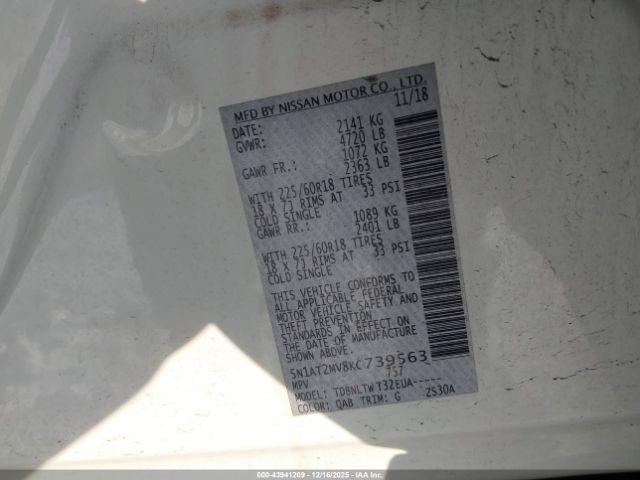 MFD BY NISSAN MOTOR CO., LTD.
DATE: 11/18
GVWR: 2141 KG
4720 LB
GAWR FR.: 1072 KG
2363 LB
WITH 225/60R18 TIRES
18 X 7J RIMS AT 33 PSI
COLD SINGLE
GAWR RR.: 1089 KG
2401 LB
WITH 225/60R18 TIRES
18 X 7J RIMS AT 33 PSI
COLD SINGLE
THIS VEHICLE CONFORMS TO
ALL APPLICABLE FEDERAL
MOTOR VEHICLE SAFETY AND
THEFT PREVENTION
STANDARDS IN EFFECT ON
THE DATE OF MANUFACTURE
SHOWN ABOVE.
5N1AT2MV8KC739563
MPV 757
MODEL: TDBNLTW T32EUA-----
COLOR: QAB TRIM: G ZS30A
000-43941209 - 12/16/2025 - Copart IAA